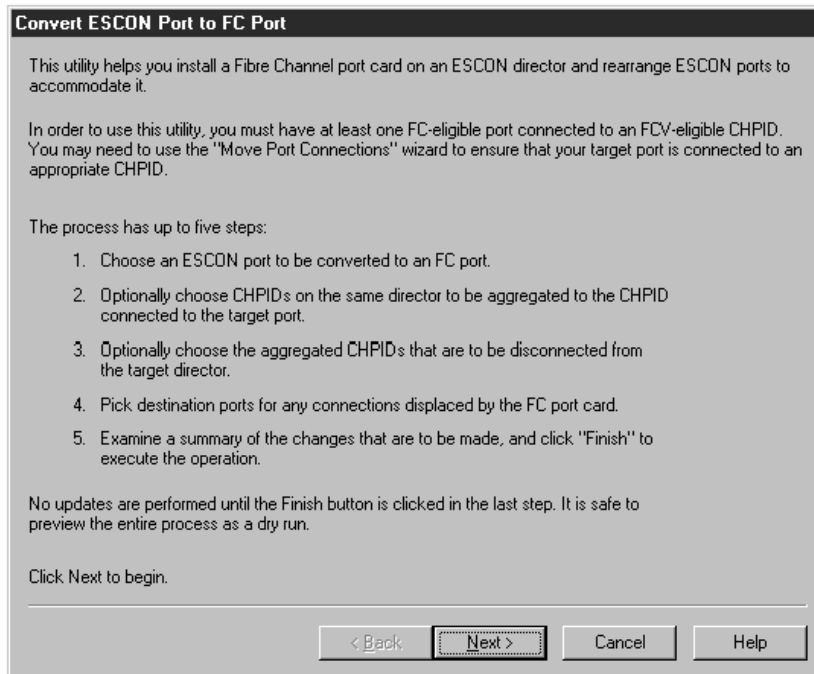 Convert ESCON Port to FC Port
This utility helps you install a Fibre Channel port card on an ESCON director and rearrange ESCON ports to
accommodate it.
In order to use this utility, you must have at least one FC-eligible port connected to an FCV-eligible CHPID.
You may need to use the "Move Port Connections" wizard to ensure that your target port is connected to an
appropriate CHPID.
The process has up to five steps:
1. Choose an ESCON port to be converted to an FC port.
2. Optionally choose CHPIDs on the same director to be aggregated to the CHPID
connected to the target port.
3. Optionally choose the aggregated CHPIDs that are to be disconnected from
the target director.
4. Pick destination ports for any connections displaced by the FC port card.
5. Examine a summary of the changes that are to be made, and click "Finish" to
execute the operation.
No updates are performed until the Finish button is clicked in the last step. It is safe to
preview the entire process as a dry run.
Click Next to begin.
< Back Next > Cancel Help